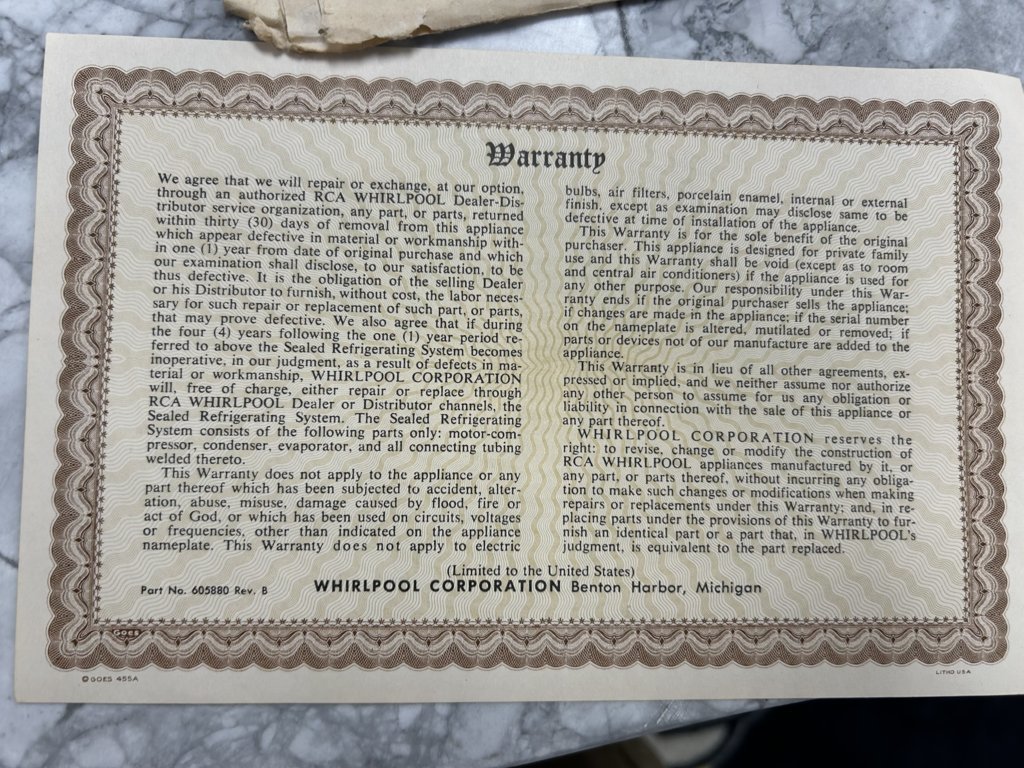 Warranty
We agree that we will repair or exchange, at our option,
through an authorized RCA WHIRLPOOL Dealer-Dis-
tributor service organization, any part, or parts, returned
within thirty (30) days of removal from this appliance
which appear defective in material or workmanship with-
in one (1) year from date of original purchase and which
our examination shall disclose, to our satisfaction, to be
thus defective. It is the obligation of the selling Dealer
or his Distributor to furnish, without cost, the labor neces-
sary for such repair or replacement of such part, or parts,
that may prove defective. We also agree that if during
the four (4) years following the one (1) year period re-
ferred to above the Sealed Refrigerating System becomes
inoperative, in our judgment, as a result of defects in ma-
terial or workmanship, WHIRLPOOL CORPORATION
will, free of charge, either repair or replace through
RCA WHIRLPOOL Dealer or Distributor channels, the
Sealed Refrigerating System. The Sealed Refrigerating
System consists of the following parts only: motor-com-
pressor, condenser, evaporator, and all connecting tubing
welded thereto.
This Warranty does not apply to the appliance or any
part thereof which has been subjected to accident, alter-
ation, abuse, misuse, damage caused by flood, fire or
act of God, or which has been used on circuits, voltages
or frequencies, other than indicated on the appliance
nameplate. This Warranty does not apply to electric
bulbs, air filters, porcelain enamel, internal or external
finish, except as examination may disclose same to be
defective at time of installation of the appliance.
This Warranty is for the sole benefit of the original
purchaser. This appliance is designed for private family
use and this Warranty shall be void (except as to room
and central air conditioners) if the appliance is used for
any other purpose. Our responsibility under this War-
ranty ends if the original purchaser sells the appliance;
if changes are made in the appliance; if the serial number
on the nameplate is altered, mutilated or removed; if
parts or devices not of our manufacture are added to the
appliance.
This Warranty is in lieu of all other agreements, ex-
pressed or implied, and we neither assume nor authorize
any other person to assume for us any obligation or
liability in connection with the sale of this appliance or
any part thereof.
WHIRLPOOL CORPORATION reserves the
right: to revise, change or modify the construction of
RCA WHIRLPOOL appliances manufactured by it, or
any part, or parts thereof, without incurring any obliga-
tion to make such changes or modifications when making
repairs or replacements under this Warranty; and, in re-
placing parts under the provisions of this Warranty to fur-
nish an identical part or a part that, in WHIRLPOOL's
judgment, is equivalent to the part replaced.
(Limited to the United States)
Part No. 605880 Rev. B WHIRLPOOL CORPORATION Benton Harbor, Michigan
GOES
© GOES 455A
LITHO USA